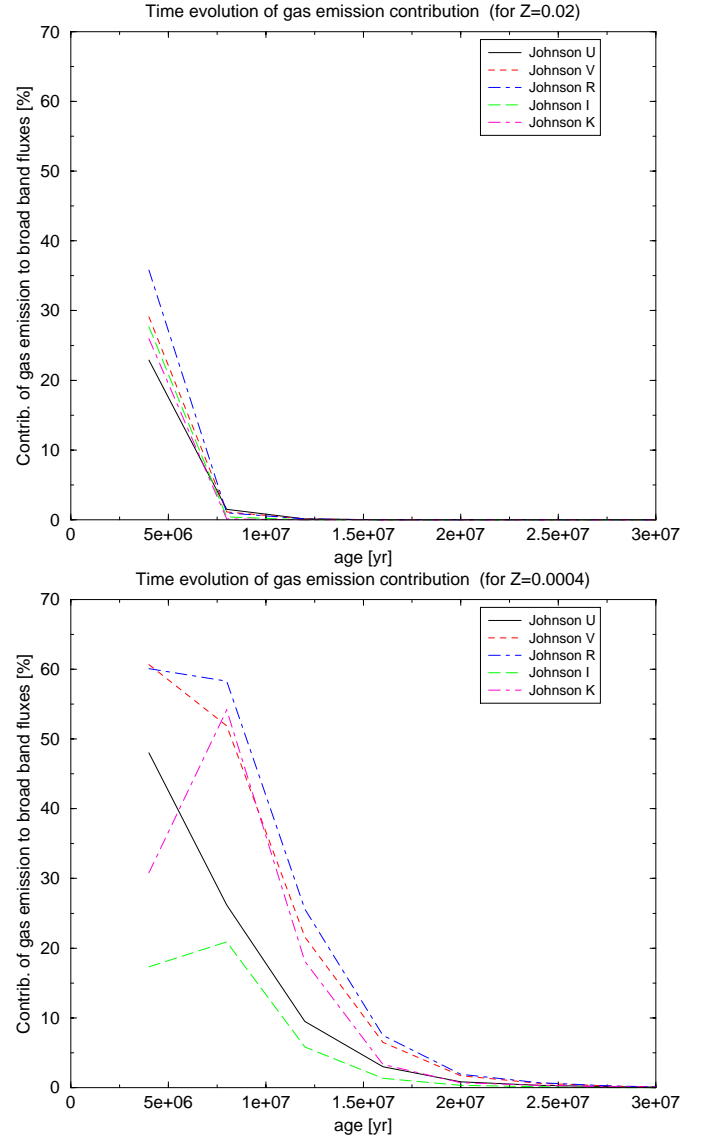 Time evolution of gas emission contribution (for Z=0.02)
70
60
50
40
30
20
10
0
Contrib. of gas emission to broad band fluxes [%]
Johnson U
Johnson V
Johnson R
Johnson I
Johnson K
0 5e+06 1e+07 1.5e+07 2e+07 2.5e+07 3e+07
age [yr]
Time evolution of gas emission contribution (for Z=0.0004)
70
60
50
40
30
20
10
0
Contrib. of gas emission to broad band fluxes [%]
Johnson U
Johnson V
Johnson R
Johnson I
Johnson K
0 5e+06 1e+07 1.5e+07 2e+07 2.5e+07 3e+07
age [yr]